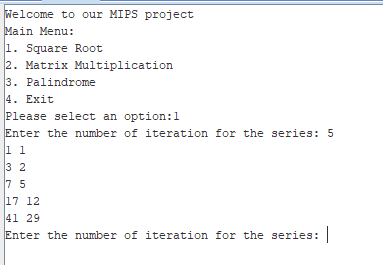 Welcome to our MIPS project
Main Menu:
1. Square Root
2. Matrix Multiplication
3. Palindrome
4. Exit
Please select an option:1
Enter the number of iteration for the series: 5
1 1
3 2
7 5
17 12
41 29
Enter the number of iteration for the series: